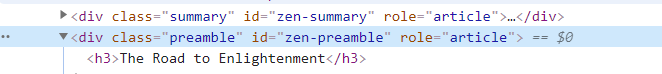 ▶<div class="summary" id="zen-summary" role="article">…</div>
▼<div class="preamble" id="zen-preamble" role="article"> == $0
<h3>The Road to Enlightenment</h3>